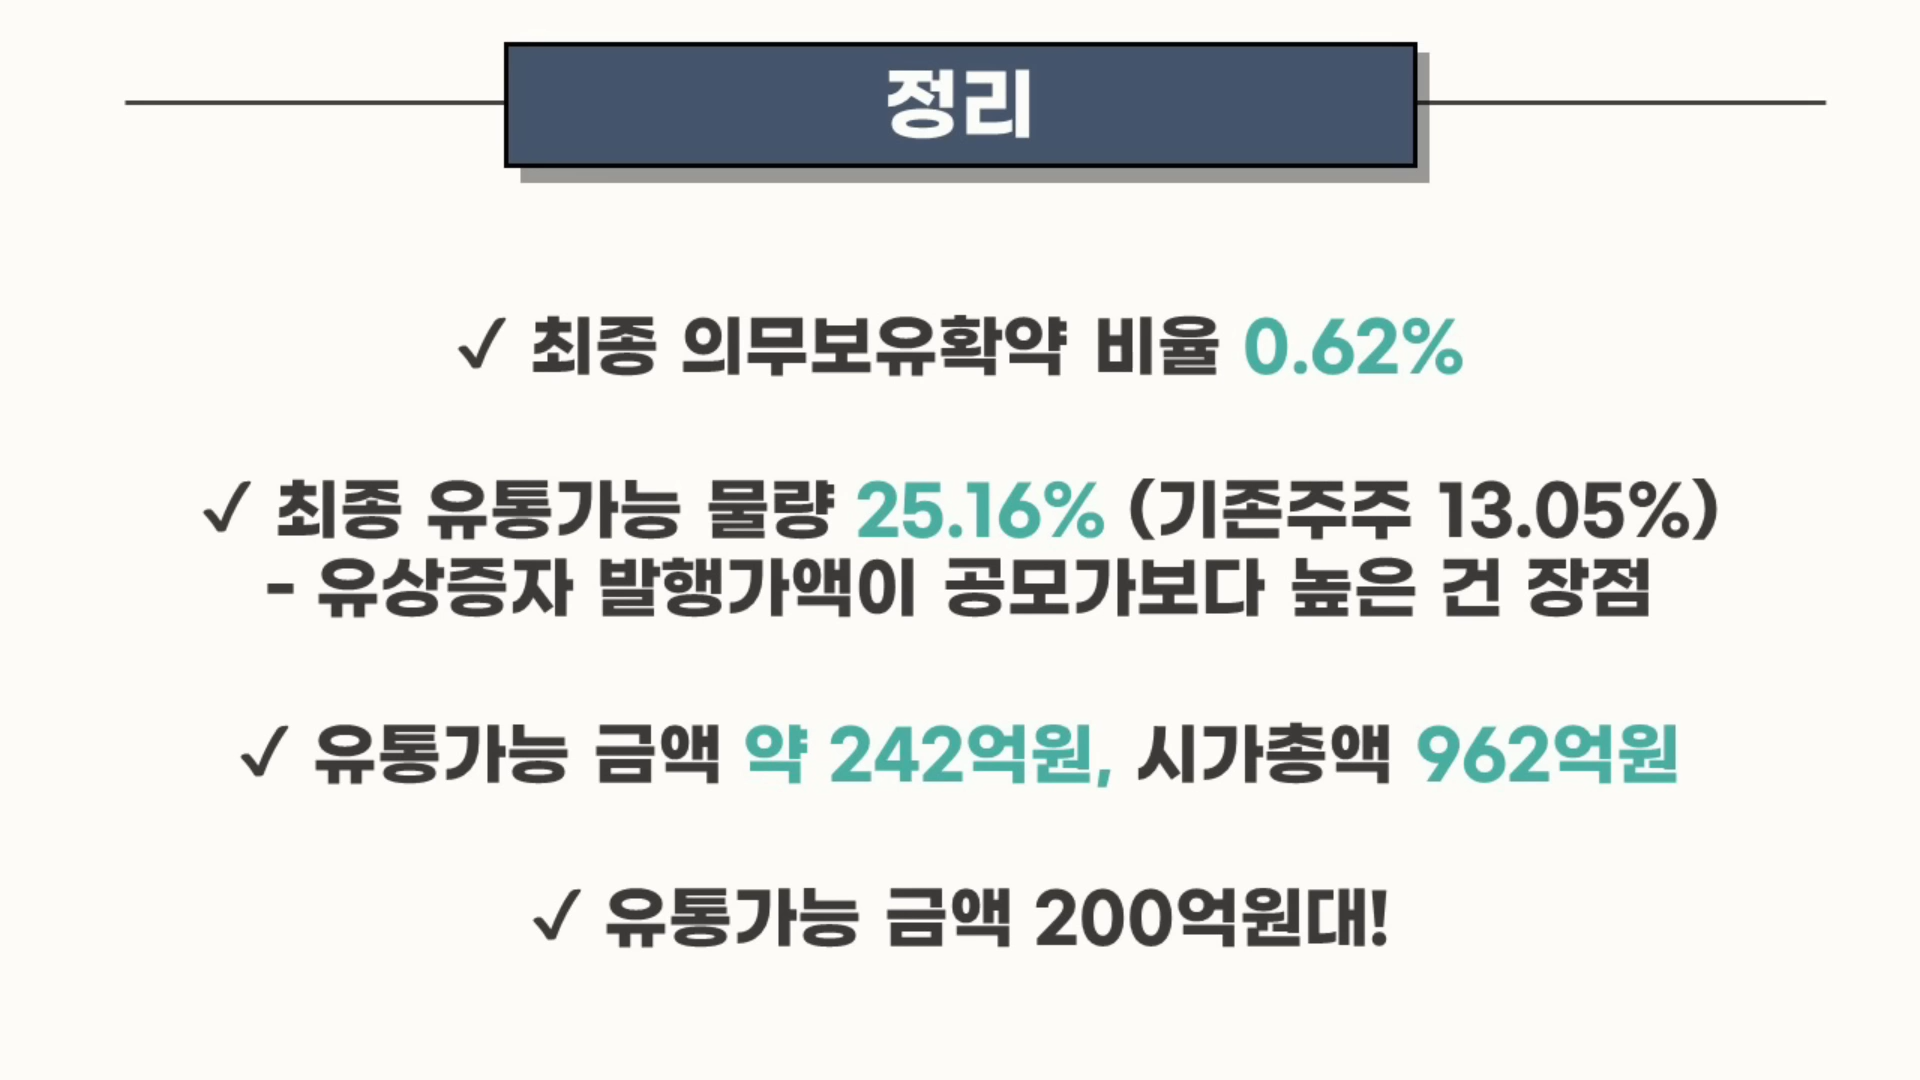 정리
✓ 최종 의무보유확약 비율 0.62%
✓ 최종 유통가능 물량 25.16% (기존주주 13.05%)
- 유상증자 발행가액이 공모가보다 높은 건 장점
✓ 유통가능 금액 약 242억원, 시가총액 962억원
✓ 유통가능 금액 200억원대!